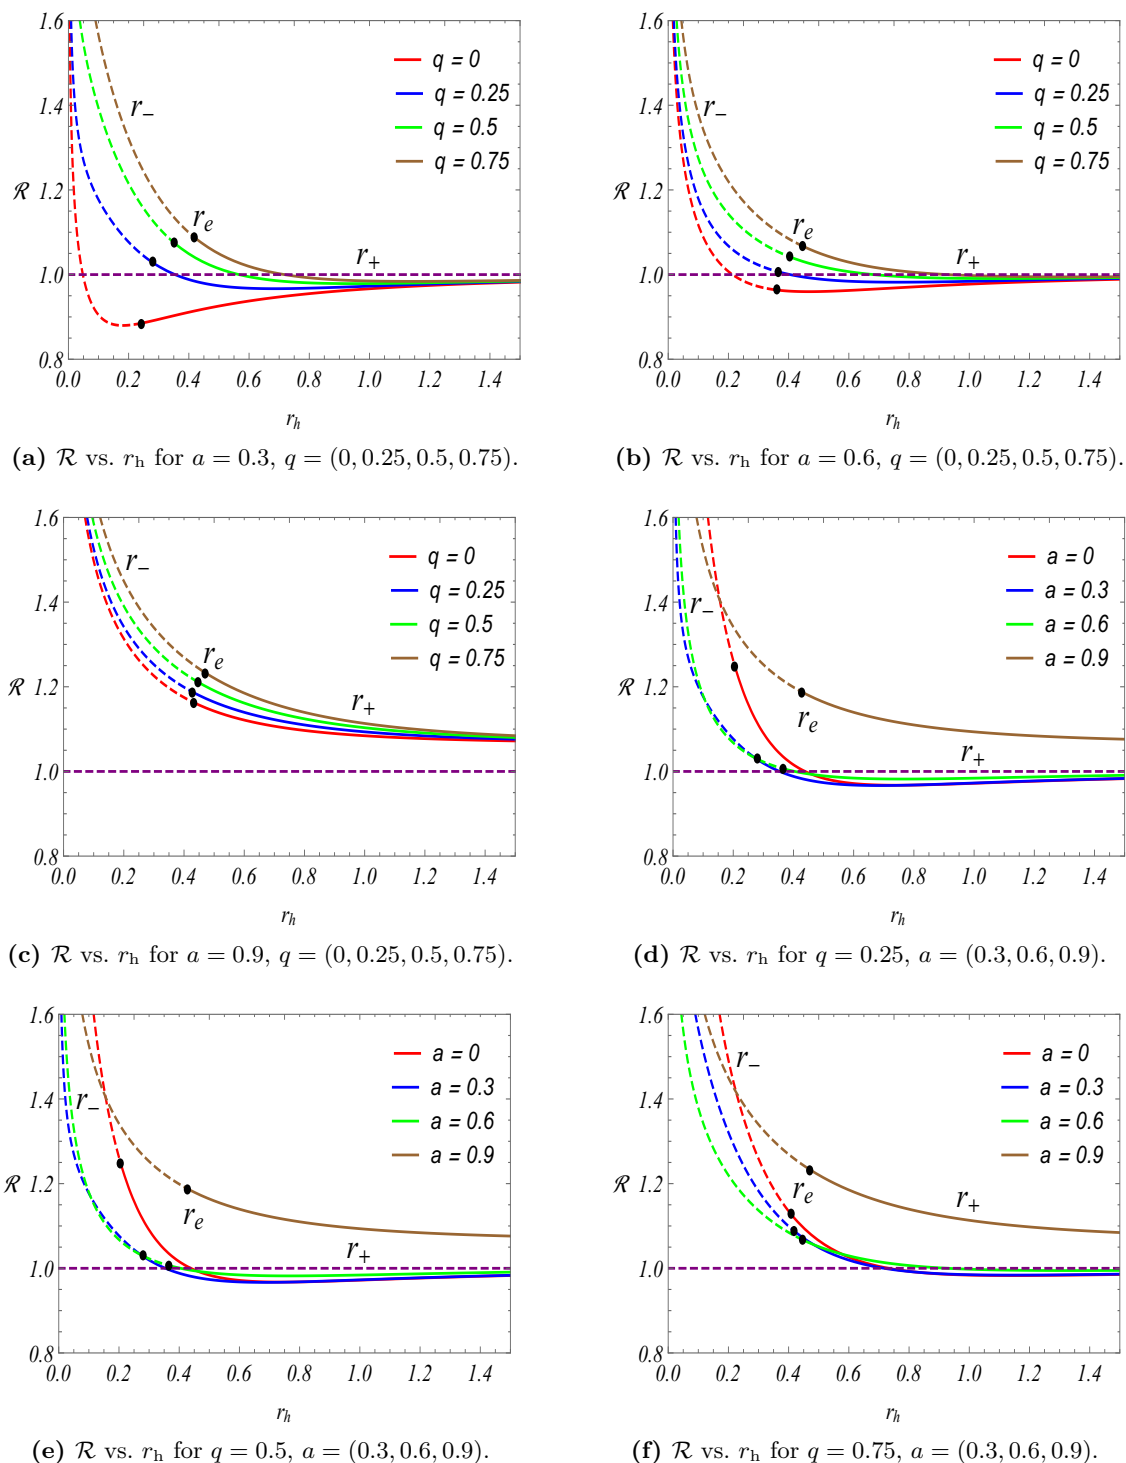 1.6
1.4
1.2
1.0
0.8
ℛ
0.0 0.2 0.4 0.6 0.8 1.0 1.2 1.4
r_h
r_−
r_e
r_+
q = 0
q = 0.25
q = 0.5
q = 0.75
(a) ℛ vs. r_h for a = 0.3, q = (0, 0.25, 0.5, 0.75).
1.6
1.4
1.2
1.0
0.8
ℛ
0.0 0.2 0.4 0.6 0.8 1.0 1.2 1.4
r_h
r_−
r_e
r_+
q = 0
q = 0.25
q = 0.5
q = 0.75
(b) ℛ vs. r_h for a = 0.6, q = (0, 0.25, 0.5, 0.75).
1.6
1.4
1.2
1.0
0.8
ℛ
0.0 0.2 0.4 0.6 0.8 1.0 1.2 1.4
r_h
r_−
r_e
r_+
q = 0
q = 0.25
q = 0.5
q = 0.75
(c) ℛ vs. r_h for a = 0.9, q = (0, 0.25, 0.5, 0.75).
1.6
1.4
1.2
1.0
0.8
ℛ
0.0 0.2 0.4 0.6 0.8 1.0 1.2 1.4
r_h
r_−
r_e
r_+
a = 0
a = 0.3
a = 0.6
a = 0.9
(d) ℛ vs. r_h for q = 0.25, a = (0.3, 0.6, 0.9).
1.6
1.4
1.2
1.0
0.8
ℛ
0.0 0.2 0.4 0.6 0.8 1.0 1.2 1.4
r_h
r_−
r_e
r_+
a = 0
a = 0.3
a = 0.6
a = 0.9
(e) ℛ vs. r_h for q = 0.5, a = (0.3, 0.6, 0.9).
1.6
1.4
1.2
1.0
0.8
ℛ
0.0 0.2 0.4 0.6 0.8 1.0 1.2 1.4
r_h
r_−
r_e
r_+
a = 0
a = 0.3
a = 0.6
a = 0.9
(f) ℛ vs. r_h for q = 0.75, a = (0.3, 0.6, 0.9).